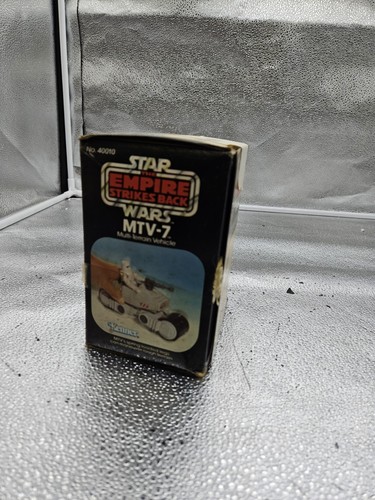 No. 40010
STAR
THE
EMPIRE
STRIKES BACK
WARS
MTV-7
Multi-Terrain Vehicle
Kenner